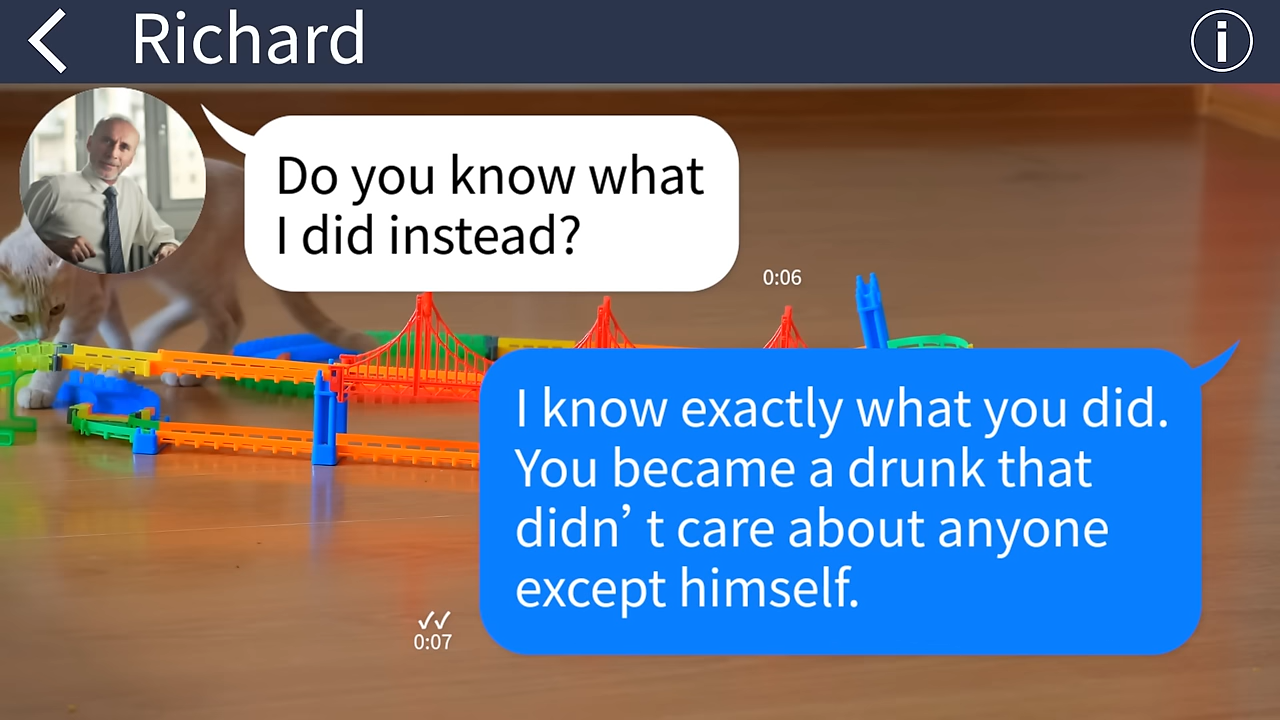 Richard
Do you know what
I did instead?
0:06
I know exactly what you did.
You became a drunk that
didn’ t care about anyone
except himself.
0:07